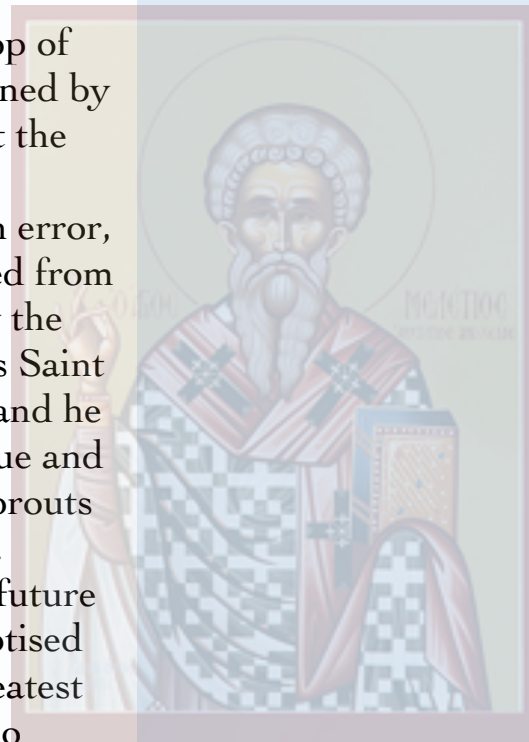 op of
ned by
t the
n error,
ed from
y the
s Saint
and he
ue and
prouts
future
ptised
eatest
o
Ὁ ἍΓΙΟΣ
ΜΕΛΕΤΙΟΣ